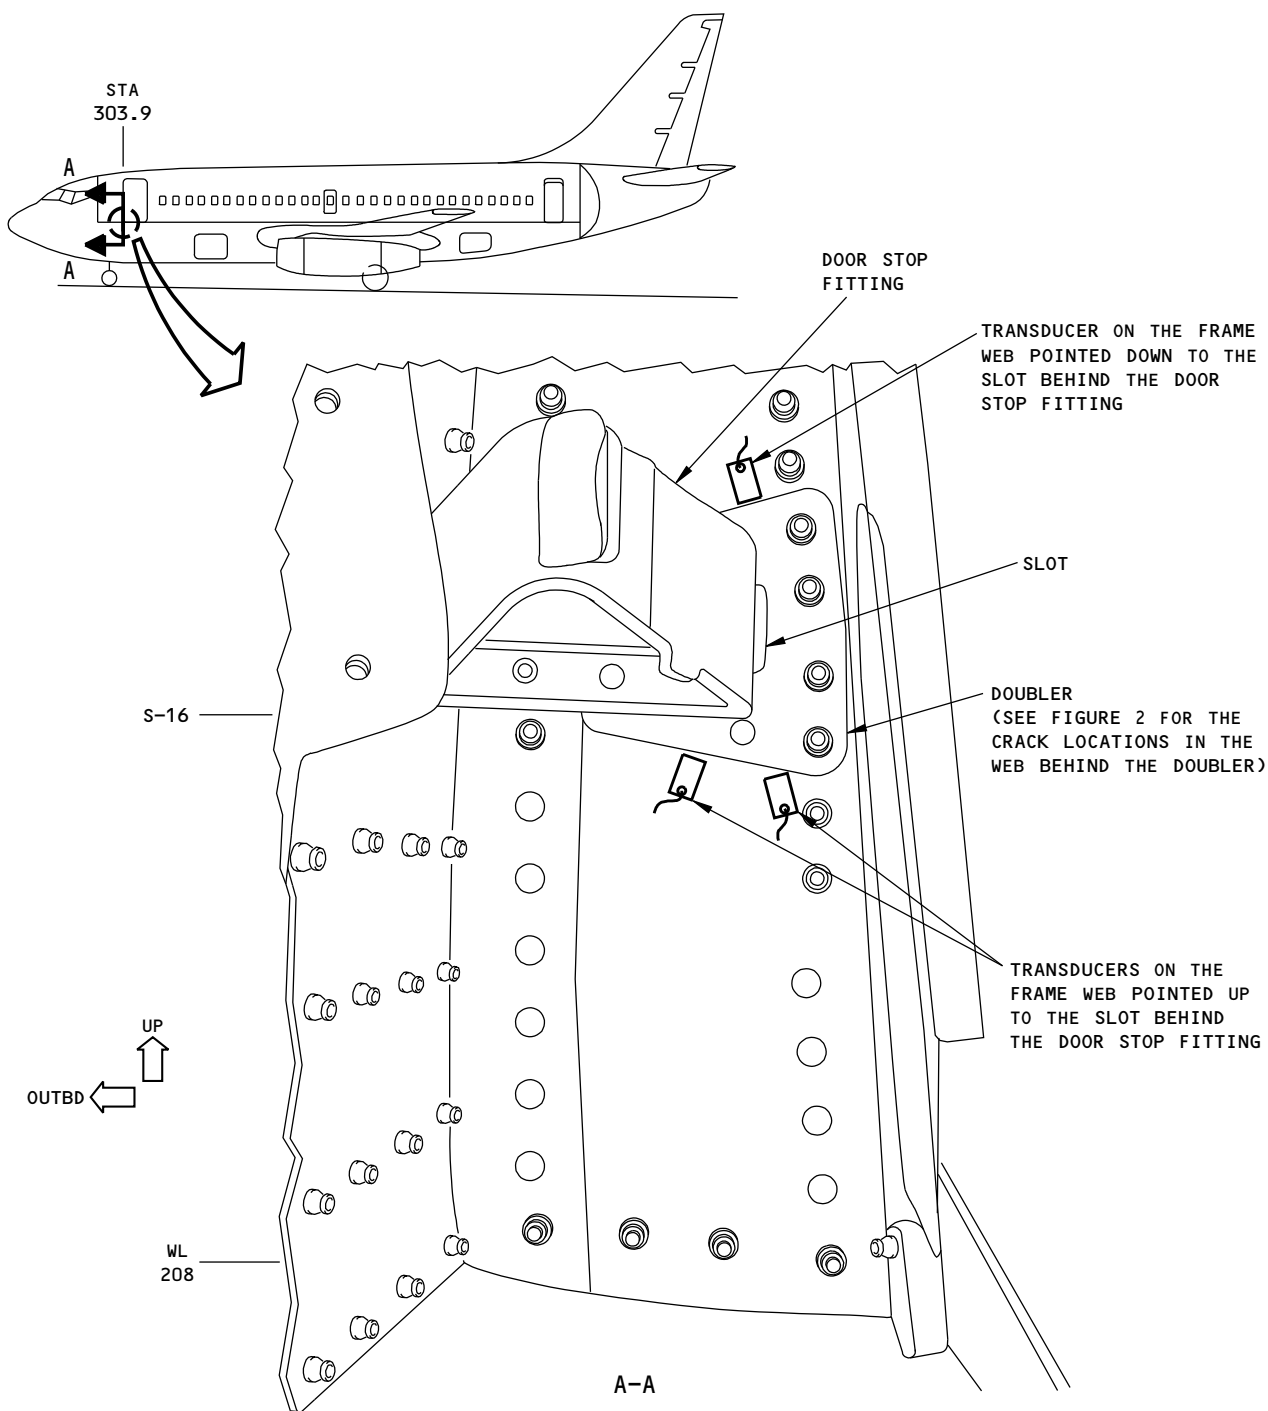 STA
303.9
A
A
DOOR STOP
FITTING
TRANSDUCER ON THE FRAME
WEB POINTED DOWN TO THE
SLOT BEHIND THE DOOR
STOP FITTING
SLOT
DOUBLER
(SEE FIGURE 2 FOR THE
CRACK LOCATIONS IN THE
WEB BEHIND THE DOUBLER)
S-16
TRANSDUCERS ON THE
FRAME WEB POINTED UP
TO THE SLOT BEHIND
THE DOOR STOP FITTING
UP
OUTBD
WL
208
A-A